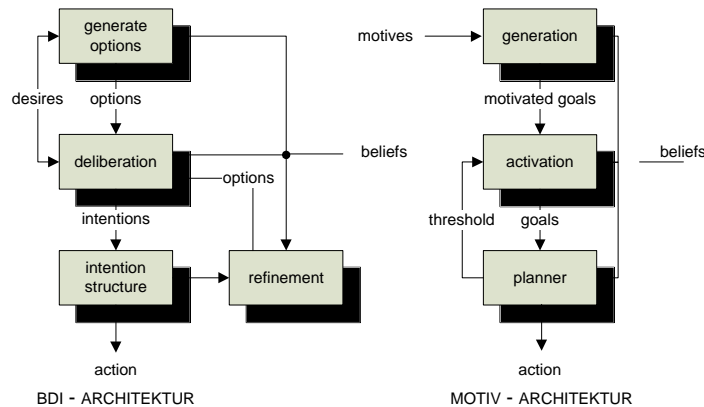 generate
options
desires
options
deliberation
beliefs
options
intentions
intention
structure
refinement
action
BDI - ARCHITEKTUR
motives
generation
motivated goals
activation
beliefs
threshold
goals
planner
action
MOTIV - ARCHITEKTUR